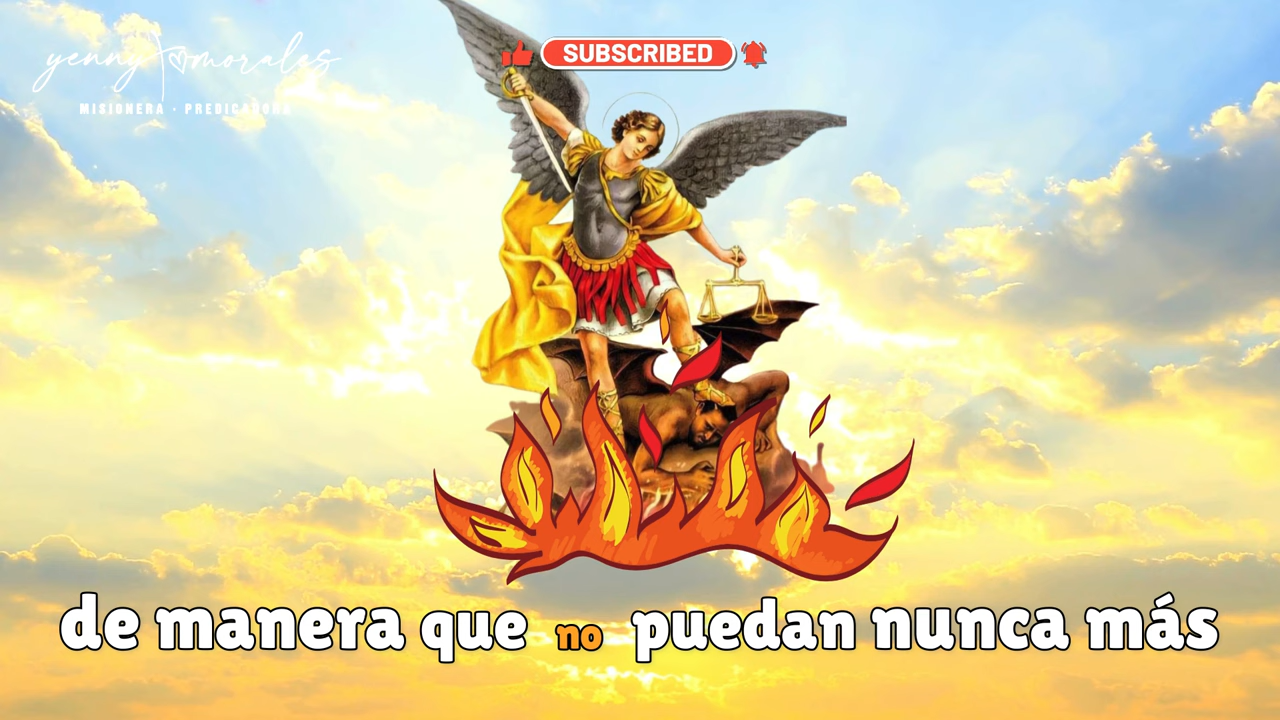 yenny morales
MISIONERA · PREDICADORA
SUBSCRIBED
de manera que no puedan nunca más